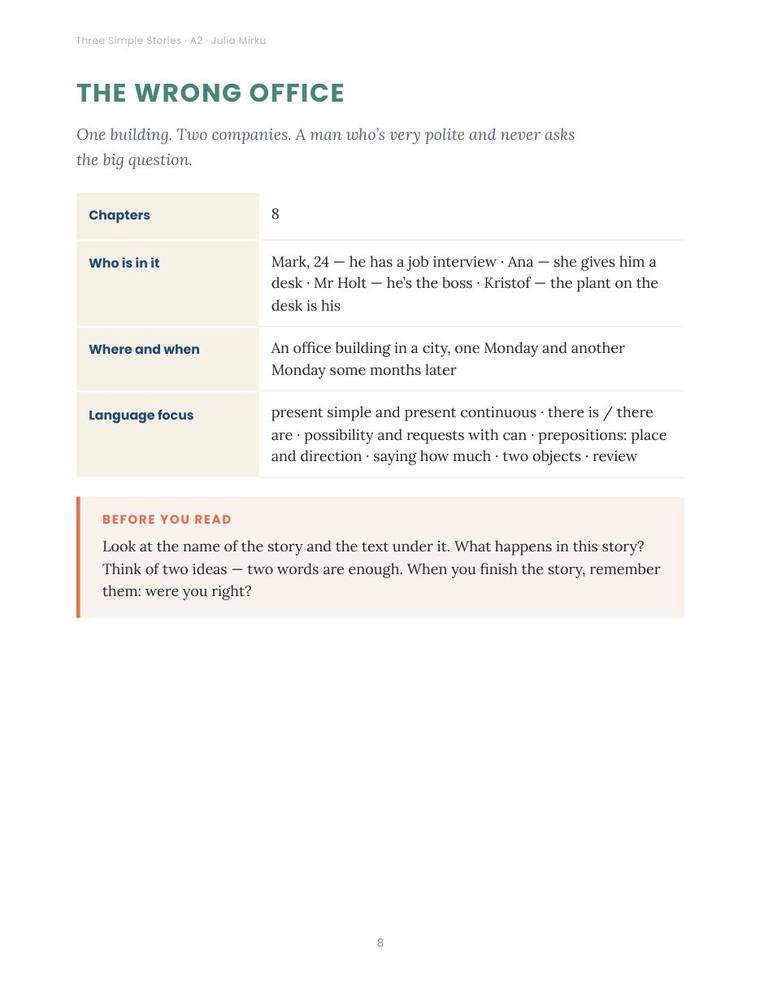 Three Simple Stories · A2 · Julia Mirku
THE WRONG OFFICE
One building. Two companies. A man who’s very polite and never asks
the big question.
Chapters
8
Who is in it
Mark, 24 — he has a job interview · Ana — she gives him a
desk · Mr Holt — he’s the boss · Kristof — the plant on the
desk is his
Where and when
An office building in a city, one Monday and another
Monday some months later
Language focus
present simple and present continuous · there is / there
are · possibility and requests with can · prepositions: place
and direction · saying how much · two objects · review
BEFORE YOU READ
Look at the name of the story and the text under it. What happens in this story?
Think of two ideas — two words are enough. When you finish the story, remember
them: were you right?
8